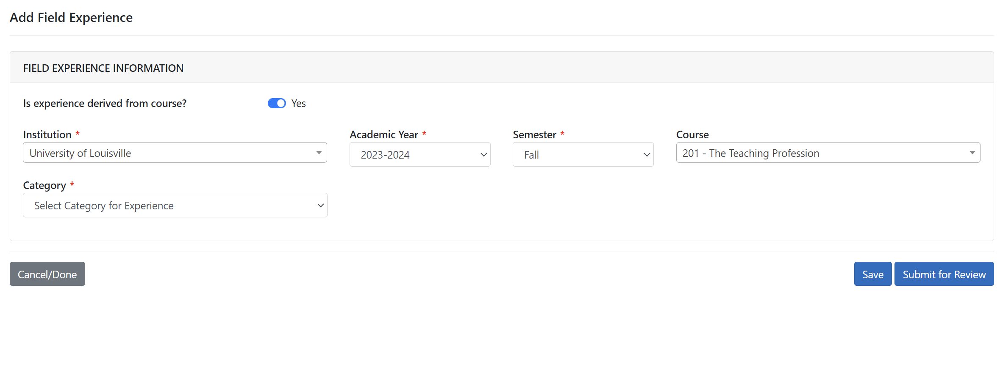 Add Field Experience
FIELD EXPERIENCE INFORMATION
Is experience derived from course? Yes
Institution * Academic Year * Semester * Course
University of Louisville 2023-2024 Fall 201 - The Teaching Profession
Category *
Select Category for Experience
Cancel/Done Save Submit for Review